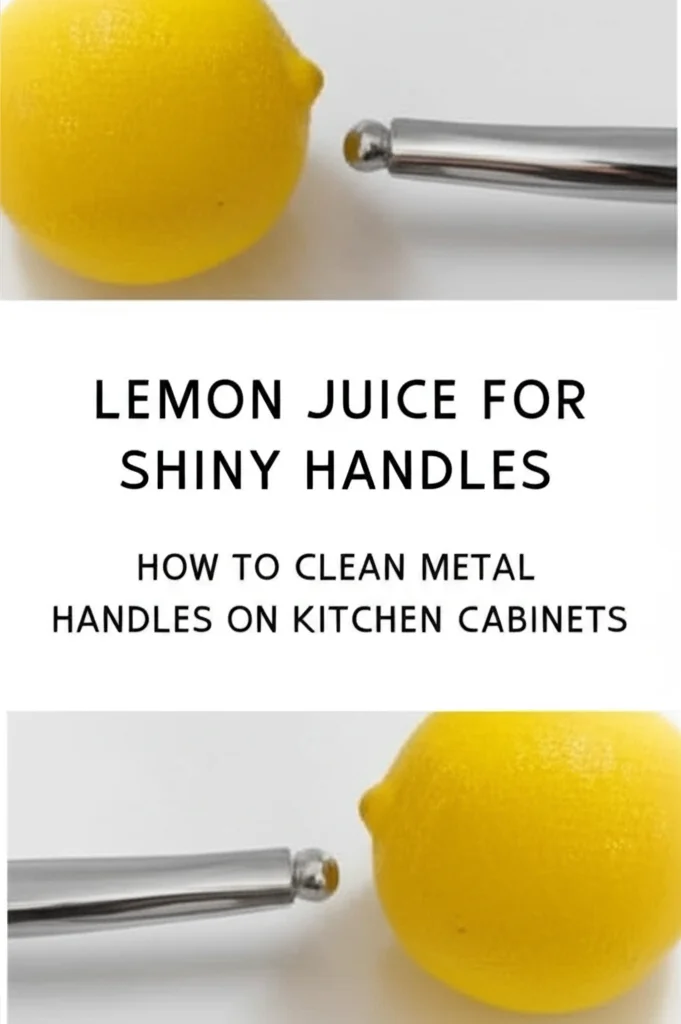 LEMON JUICE FOR
SHINY HANDLES
HOW TO CLEAN METAL
HANDLES ON KITCHEN CABINETS